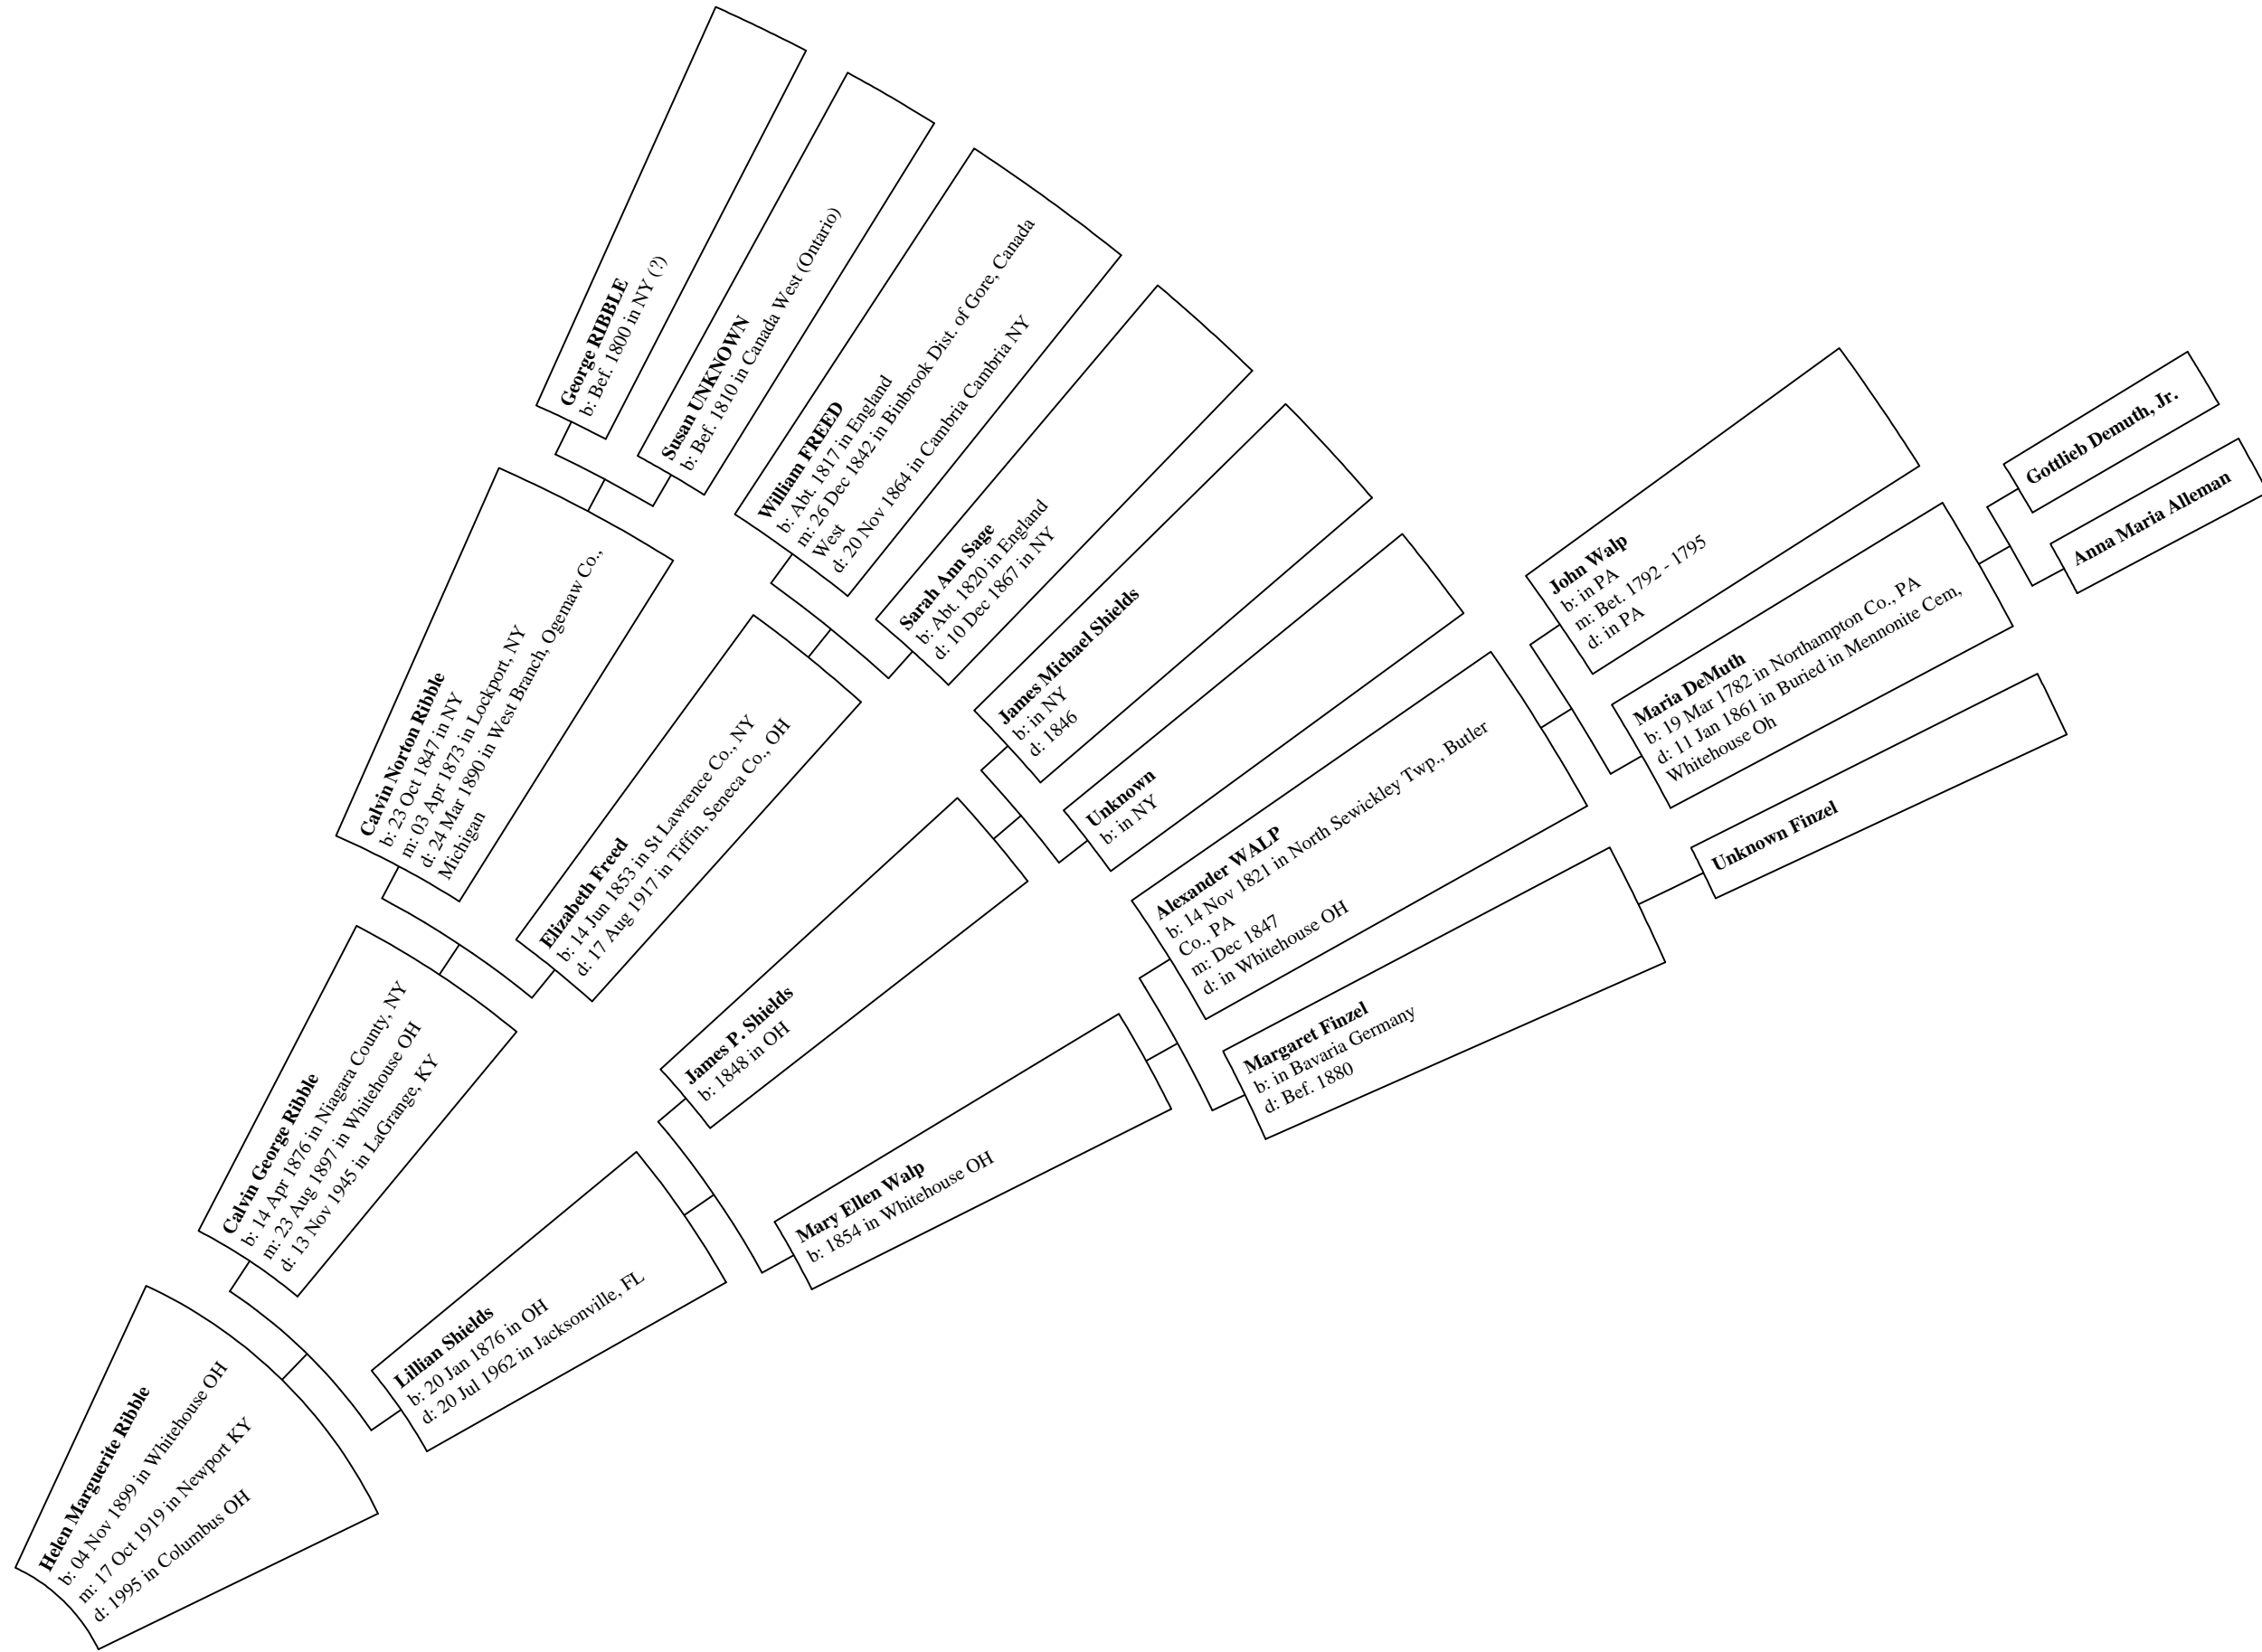 George RIBBLE
b: Bef. 1800 in NY (?)
Susan UNKNOWN
b: Bef. 1810 in Canada West (Ontario)
William FREED
b: Abt. 1817 in England
m: 26 Dec 1842 in Binbrook Dist. of Gore, Canada
West
d: 20 Nov 1864 in Cambria Cambria NY
Sarah Ann Sage
b: Abt. 1820 in England
d: 10 Dec 1867 in NY
James Michael Shields
b: in NY
d: 1846
Unknown
b: in NY
John Walp
b: in PA
m: Bet. 1792 - 1795
d: in PA
Maria DeMuth
b: 19 Mar 1782 in Northampton Co., PA
d: 11 Jan 1861 in Buried in Mennonite Cem,
Whitehouse Oh
Gottlieb Demuth, Jr.
Anna Maria Alleman
Unknown Finzel
Calvin Norton Ribble
b: 23 Oct 1847 in NY
m: 03 Apr 1873 in Lockport, NY
d: 24 Mar 1890 in West Branch, Ogemaw Co.,
Michigan
Elizabeth Freed
b: 14 Jun 1853 in St Lawrence Co., NY
d: 17 Aug 1917 in Tiffin, Seneca Co., OH
James P. Shields
b: 1848 in OH
Alexander WALP
b: 14 Nov 1821 in North Sewickley Twp., Butler
Co., PA
m: Dec 1847
d: in Whitehouse OH
Margaret Finzel
b: in Bavaria Germany
d: Bef. 1880
Mary Ellen Walp
b: 1854 in Whitehouse OH
Calvin George Ribble
b: 14 Apr 1876 in Niagara County, NY
m: 23 Aug 1897 in Whitehouse OH
d: 13 Nov 1945 in LaGrange, KY
Lillian Shields
b: 20 Jan 1876 in OH
d: 20 Jul 1962 in Jacksonville, FL
Helen Marguerite Ribble
b: 04 Nov 1899 in Whitehouse OH
m: 17 Oct 1919 in Newport KY
d: 1995 in Columbus OH